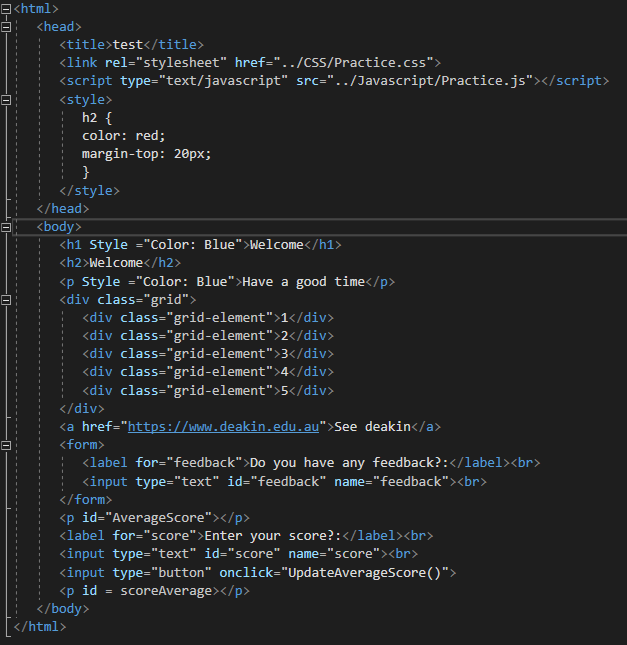 <html>
<head>
<title>test</title>
<link rel="stylesheet" href="../CSS/Practice.css">
<script type="text/javascript" src="../Javascript/Practice.js"></script>
<style>
h2 {
color: red;
margin-top: 20px;
}
</style>
</head>
<body>
<h1 Style ="Color: Blue">Welcome</h1>
<h2>Welcome</h2>
<p Style ="Color: Blue">Have a good time</p>
<div class="grid">
<div class="grid-element">1</div>
<div class="grid-element">2</div>
<div class="grid-element">3</div>
<div class="grid-element">4</div>
<div class="grid-element">5</div>
</div>
<a href="https://www.deakin.edu.au">See deakin</a>
<form>
<label for="feedback">Do you have any feedback?:</label><br>
<input type="text" id="feedback" name="feedback"><br>
</form>
<p id="AverageScore"></p>
<label for="score">Enter your score?:</label><br>
<input type="text" id="score" name="score"><br>
<input type="button" onclick="UpdateAverageScore()">
<p id = scoreAverage></p>
</body>
</html>